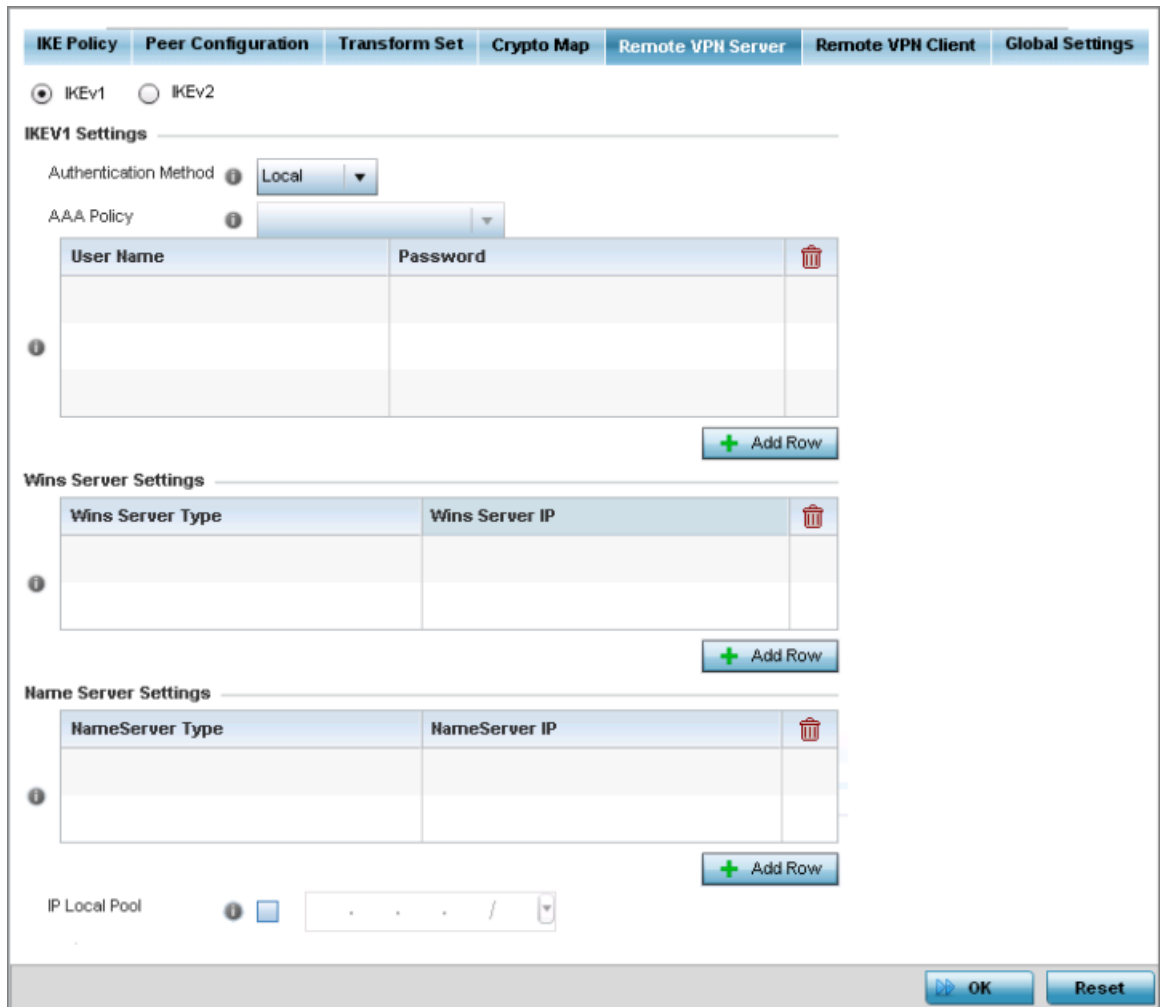 IKE Policy Peer Configuration Transform Set Crypto Map Remote VPN Server Remote VPN Client Global Settings
IKEv1 IKEv2
IKEV1 Settings
Authentication Method Local
AAA Policy
User Name Password
Add Row
Wins Server Settings
Wins Server Type Wins Server IP
Add Row
Name Server Settings
NameServer Type NameServer IP
Add Row
IP Local Pool . . . /
OK Reset